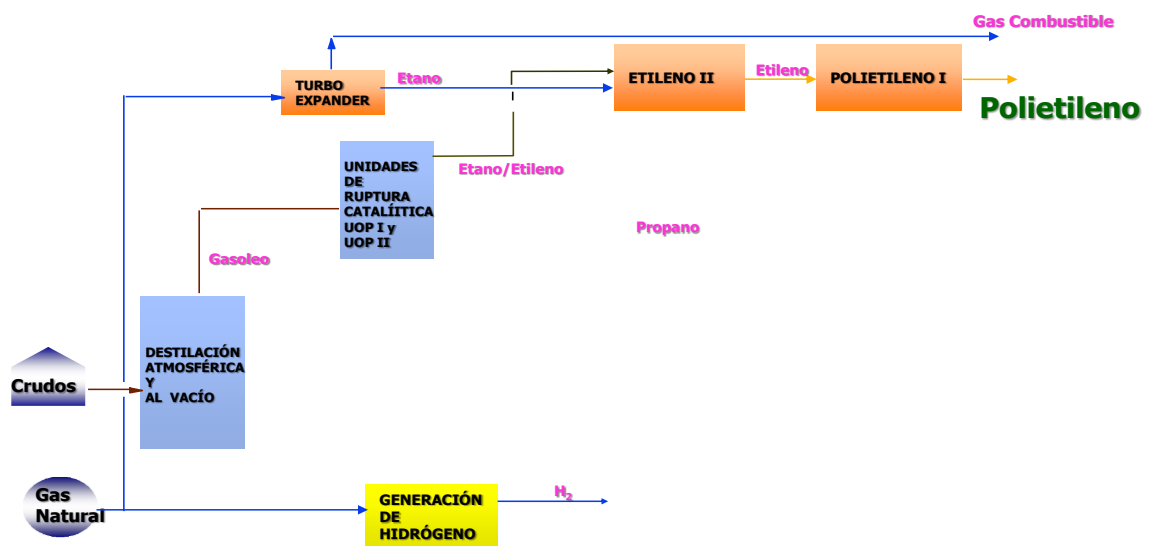 Gas Combustible
TURBO
EXPANDER
Etano
ETILENO II
Etileno
POLIETILENO I
Polietileno
UNIDADES
DE
RUPTURA
CATALÍITICA
UOP I y
UOP II
Etano/Etileno
Propano
Gasoleo
DESTILACIÓN
ATMOSFÉRICA
Y
AL VACÍO
Crudos
Gas
Natural
GENERACIÓN
DE
HIDRÓGENO
H₂